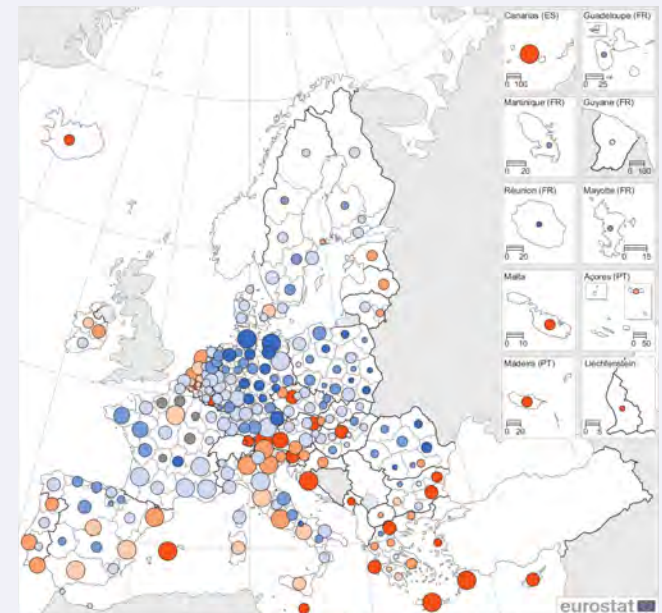 Canarias (ES)
0 100
Guadeloupe (FR)
0 25
Martinique (FR)
0 20
Guyane (FR)
0 100
Réunion (FR)
0 20
Mayotte (FR)
0 15
Malta
0 10
Açores (PT)
0 50
Madeira (PT)
0 20
Liechtenstein
0 5
eurostat